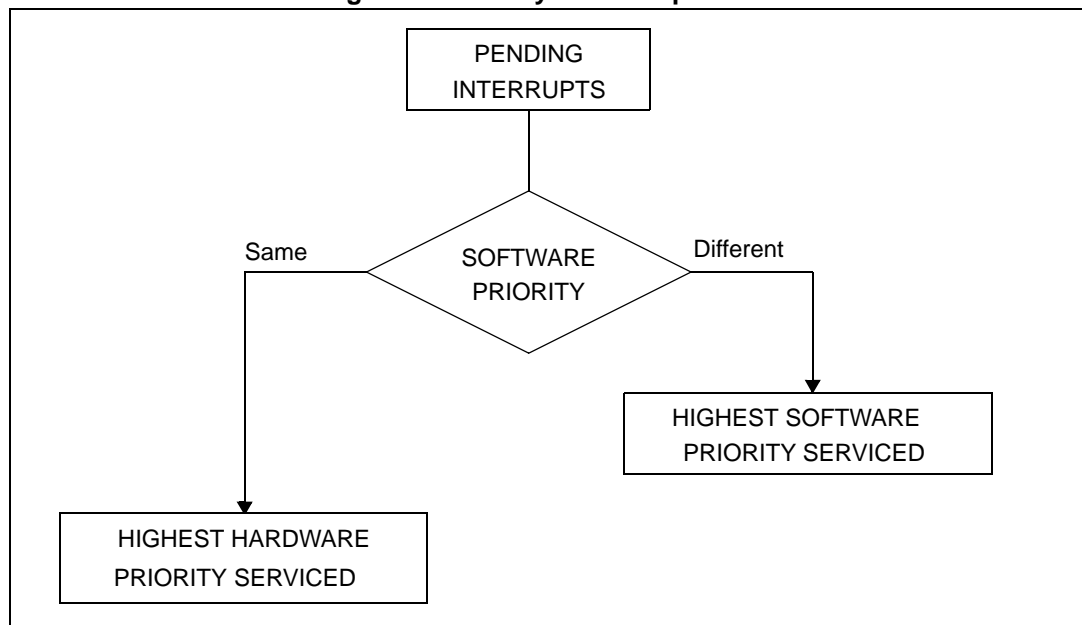 PENDING
INTERRUPTS
Same
SOFTWARE
PRIORITY
Different
HIGHEST SOFTWARE
PRIORITY SERVICED
HIGHEST HARDWARE
PRIORITY SERVICED